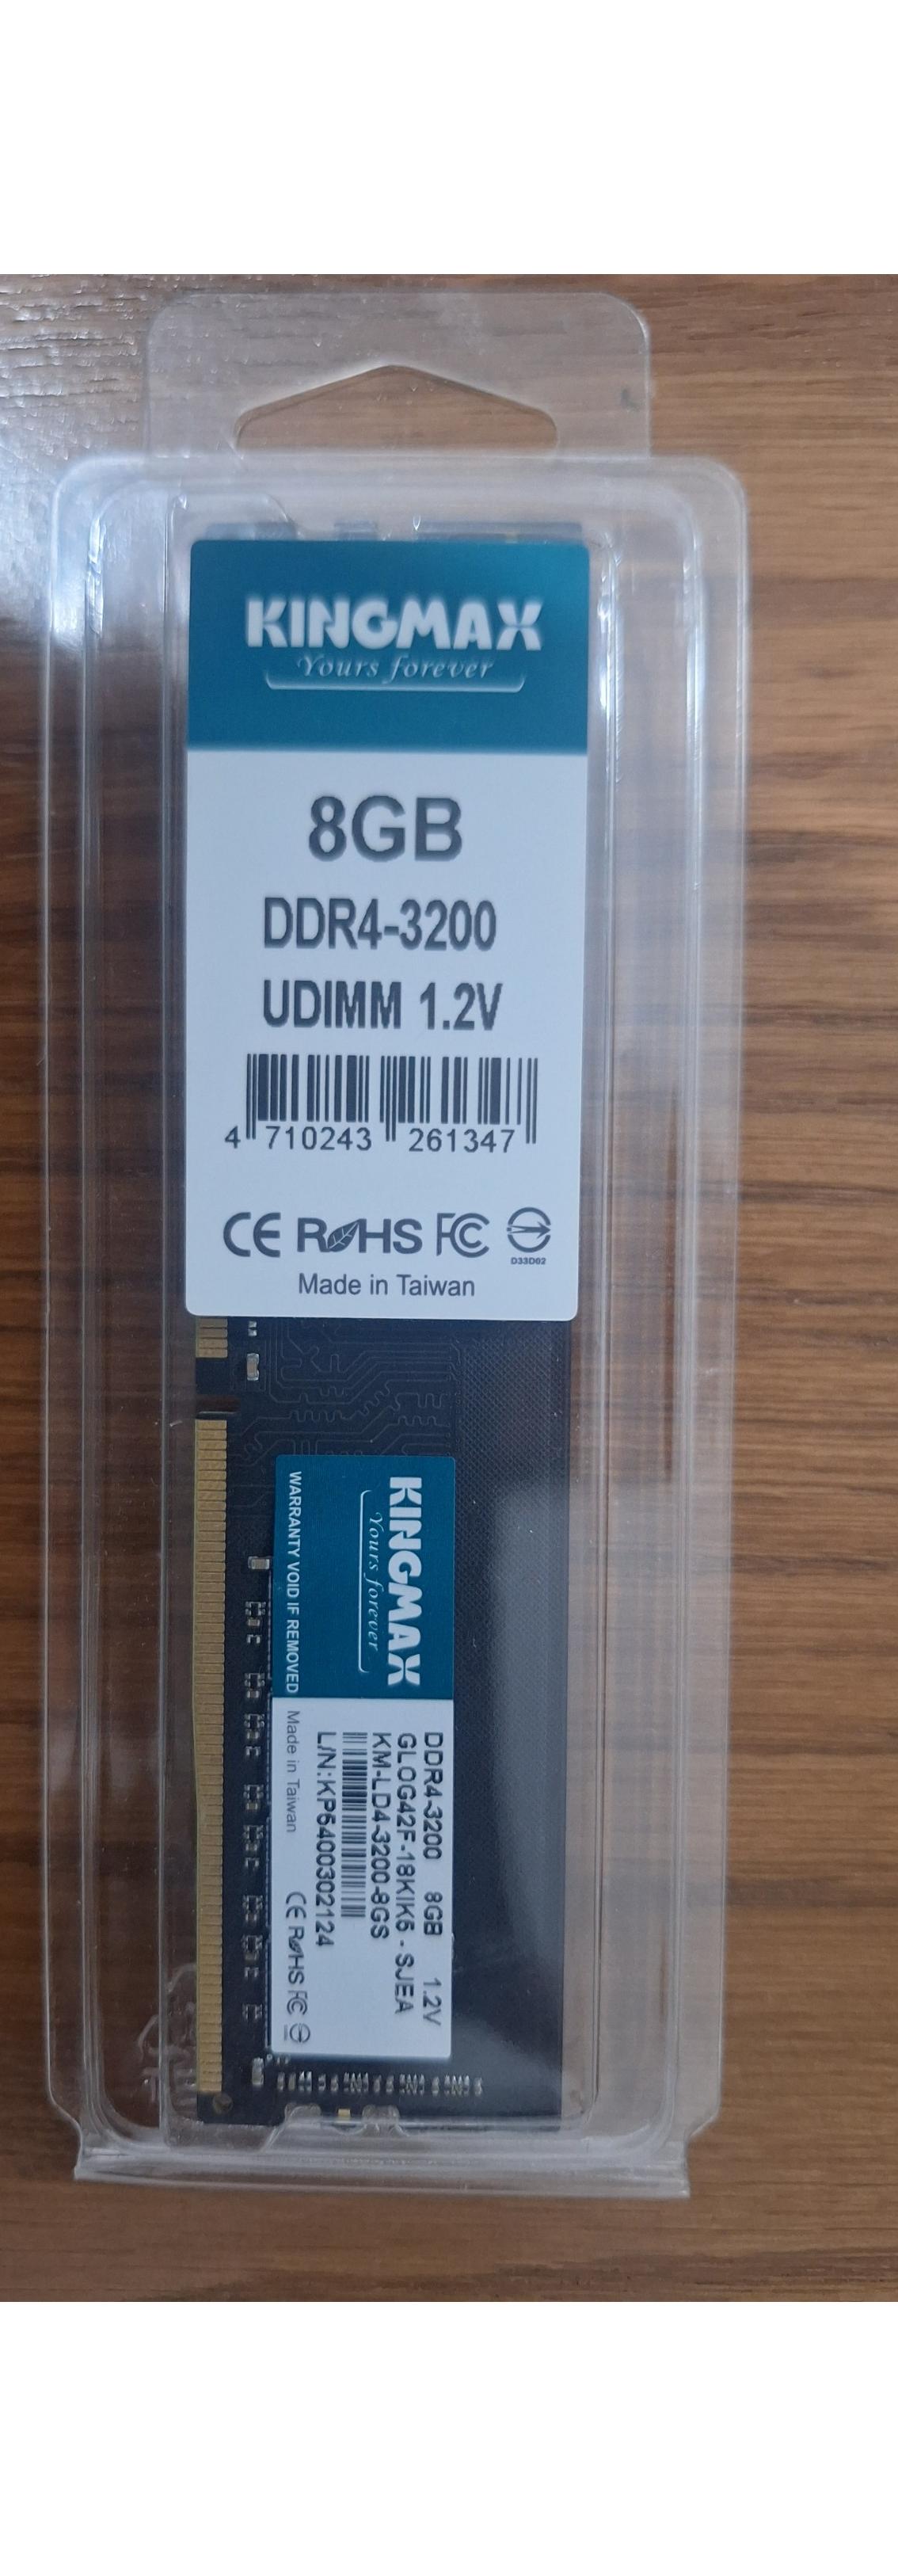 KINGMAX
Yours forever
8GB
DDR4-3200
UDIMM 1.2V
4 710243 261347
CE RoHS FC
D33D02
Made in Taiwan
KINGMAX
Yours forever
WARRANTY VOID IF REMOVED
DDR4-3200 8GB 1.2V
GLOG42F-18KIK5 - SJEA
KM-LD4-3200-8GS
L/N:KP6400302124
Made in Taiwan CE RoHS FC